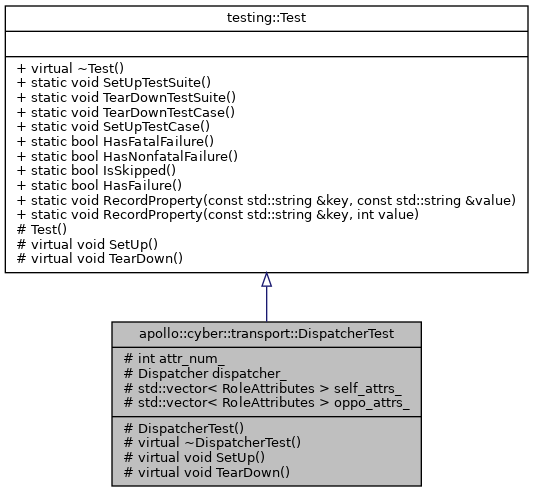 testing::Test
+ virtual ~Test()
+ static void SetUpTestSuite()
+ static void TearDownTestSuite()
+ static void TearDownTestCase()
+ static void SetUpTestCase()
+ static bool HasFatalFailure()
+ static bool HasNonfatalFailure()
+ static bool IsSkipped()
+ static bool HasFailure()
+ static void RecordProperty(const std::string &key, const std::string &value)
+ static void RecordProperty(const std::string &key, int value)
# Test()
# virtual void SetUp()
# virtual void TearDown()
apollo::cyber::transport::DispatcherTest
# int attr_num_
# Dispatcher dispatcher_
# std::vector< RoleAttributes > self_attrs_
# std::vector< RoleAttributes > oppo_attrs_
# DispatcherTest()
# virtual ~DispatcherTest()
# virtual void SetUp()
# virtual void TearDown()